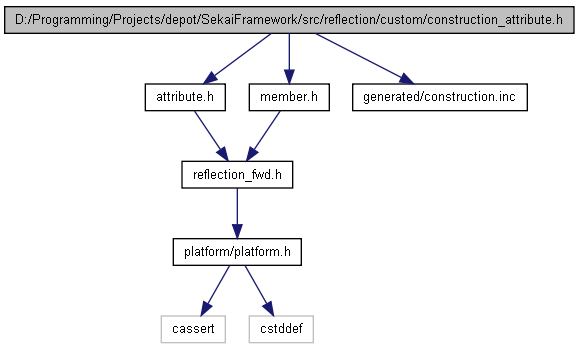 D:/Programming/Projects/depot/SekaiFramework/src/reflection/custom/construction_attribute.h
attribute.h
member.h
generated/construction.inc
reflection_fwd.h
platform/platform.h
cassert
cstddef